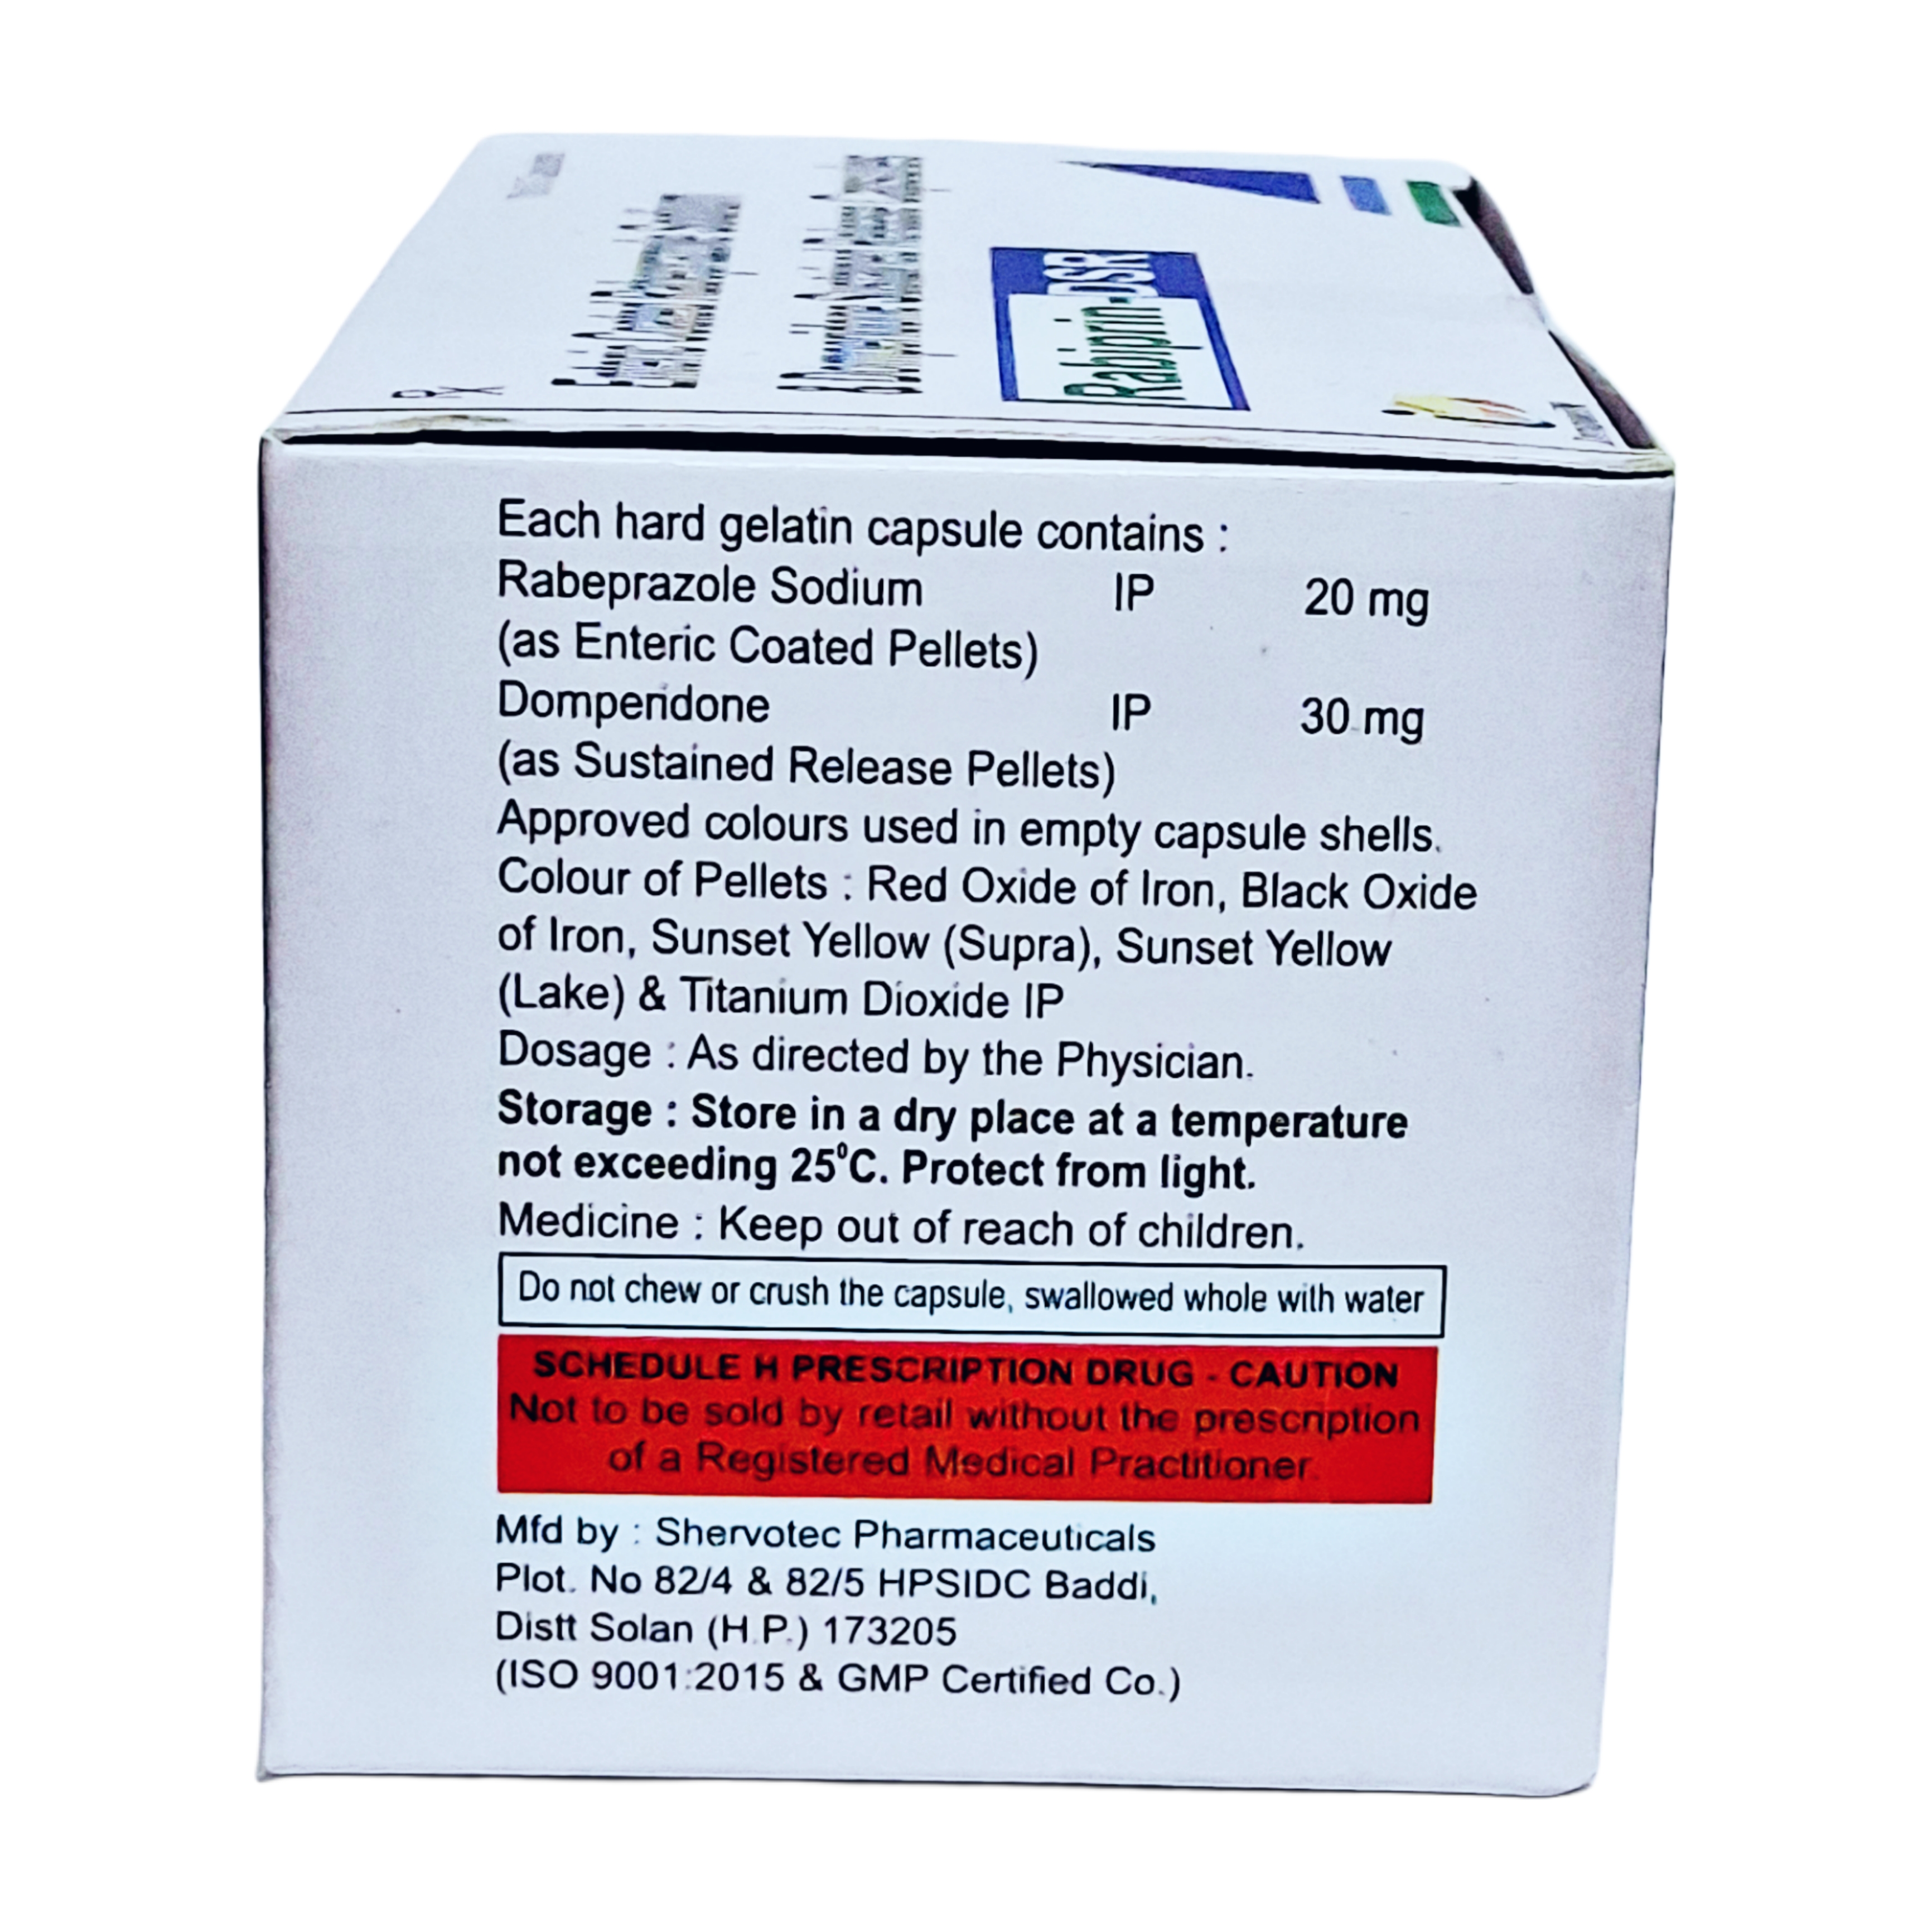 Rx
Rabiprin-DSR
Each hard gelatin capsule contains :
Rabeprazole Sodium IP 20 mg
(as Enteric Coated Pellets)
Domperidone IP 30 mg
(as Sustained Release Pellets)
Approved colours used in empty capsule shells.
Colour of Pellets : Red Oxide of Iron, Black Oxide
of Iron, Sunset Yellow (Supra), Sunset Yellow
(Lake) & Titanium Dioxide IP
Dosage : As directed by the Physician.
Storage : Store in a dry place at a temperature
not exceeding 25°C. Protect from light.
Medicine : Keep out of reach of children.
Do not chew or crush the capsule, swallowed whole with water
SCHEDULE H PRESCRIPTION DRUG - CAUTION
Not to be sold by retail without the prescription
of a Registered Medical Practitioner.
Mfd by : Shervotec Pharmaceuticals
Plot. No 82/4 & 82/5 HPSIDC Baddi,
Distt Solan (H.P.) 173205
(ISO 9001:2015 & GMP Certified Co.)